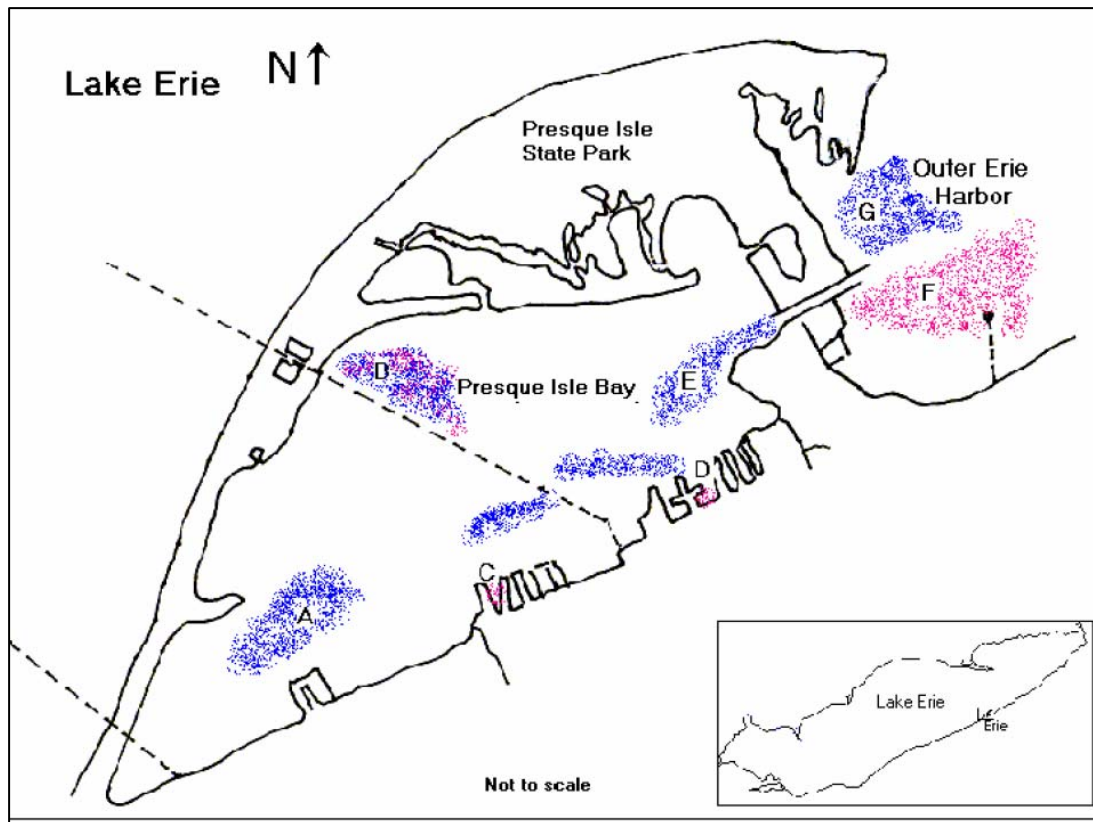 Lake Erie
N
Presque Isle
State Park
Outer Erie
Harbor
G
F
D
Presque Isle Bay
E
D
C
A
Lake Erie
Erie
Not to scale